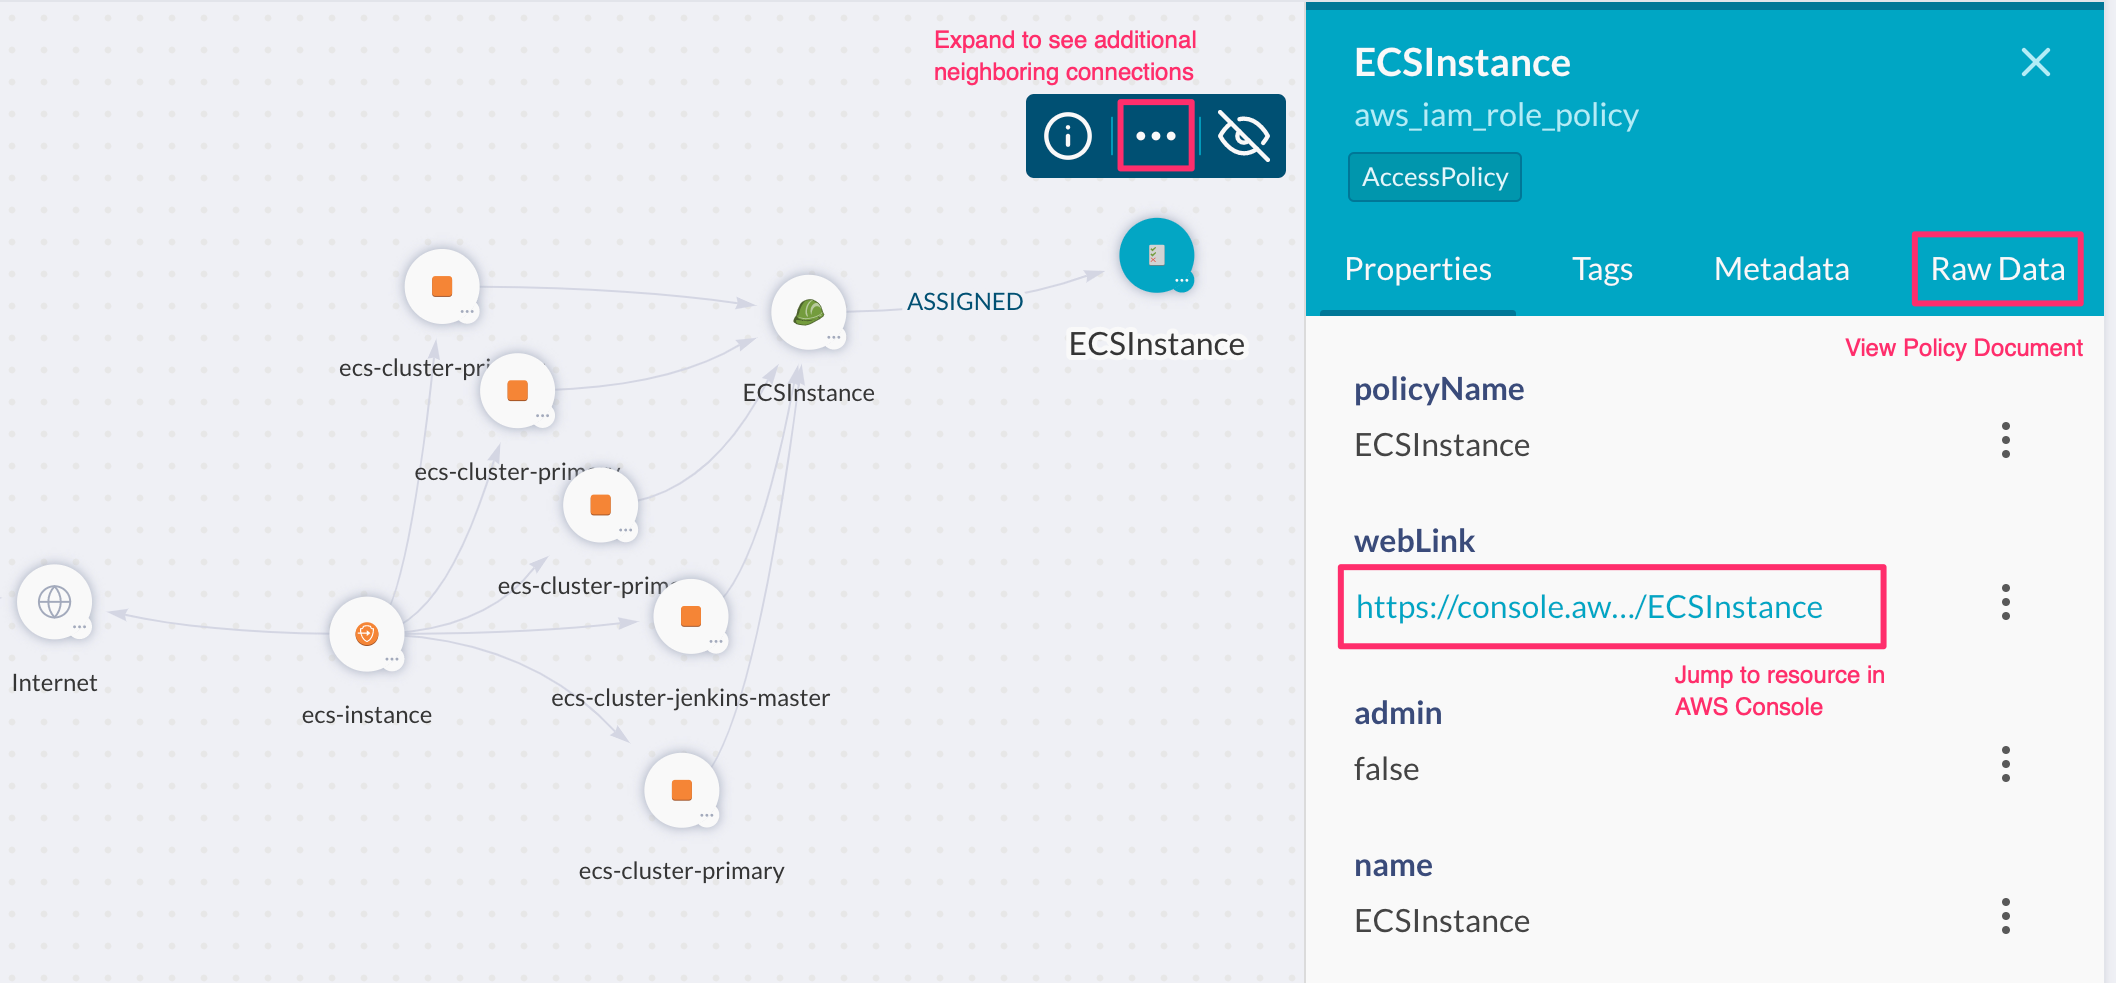 Expand to see additional
neighboring connections
ASSIGNED
ECSInstance
ECSInstance
ecs-cluster-pri
ecs-cluster-primary
ecs-cluster-prim
ecs-cluster-jenkins-master
ecs-cluster-primary
Internet
ecs-instance
ECSInstance
aws_iam_role_policy
AccessPolicy
Properties
Tags
Metadata
Raw Data
View Policy Document
policyName
ECSInstance
webLink
https://console.aw.../ECSInstance
Jump to resource in
AWS Console
admin
false
name
ECSInstance